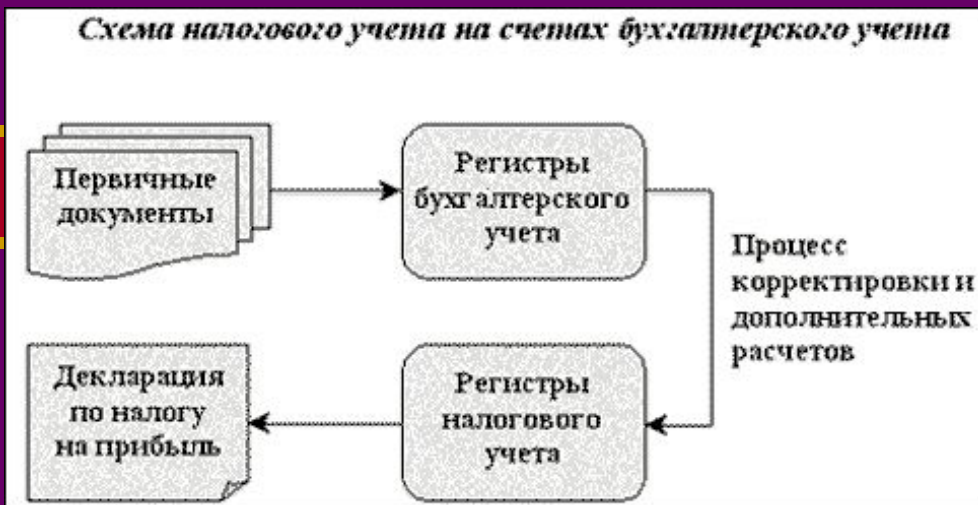 Схема налогового учета на счетах бухгалтерского учета
Первичные
документы
Регистры
бухгалтерского
учета
Процесс
корректировки и
дополнительных
расчетов
Декларация
по налогу
на прибыль
Регистры
налогового
учета